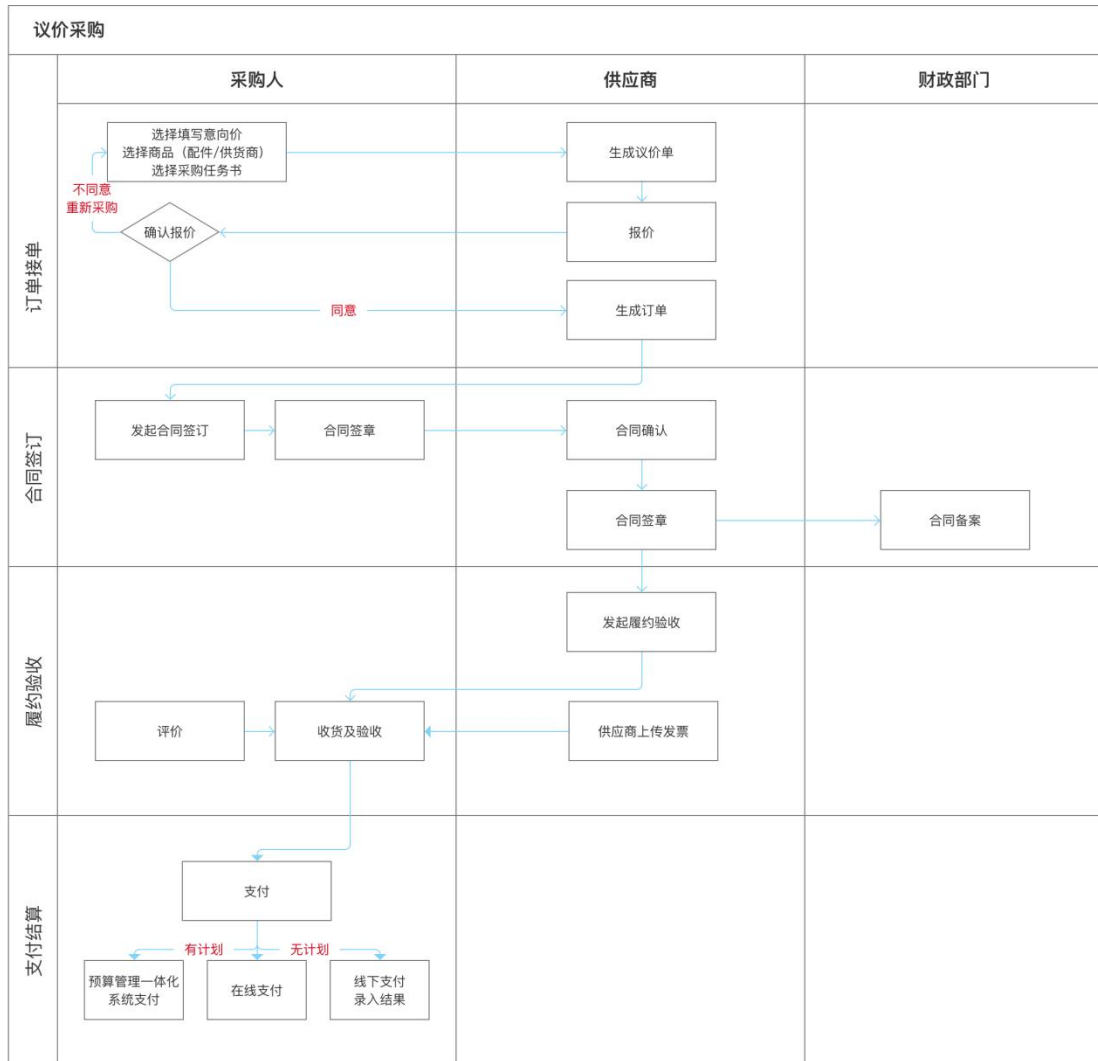 议价采购
采购人
供应商
财政部门
订单接单
选择填写意向价
选择商品（配件/供货商）
选择采购任务书
生成议价单
不同意
重新采购
确认报价
报价
同意
生成订单
合同签订
发起合同签订
合同签章
合同确认
合同签章
合同备案
履约验收
发起履约验收
评价
收货及验收
供应商上传发票
支付结算
支付
有计划
无计划
预算管理一体化
系统支付
在线支付
线下支付
录入结果